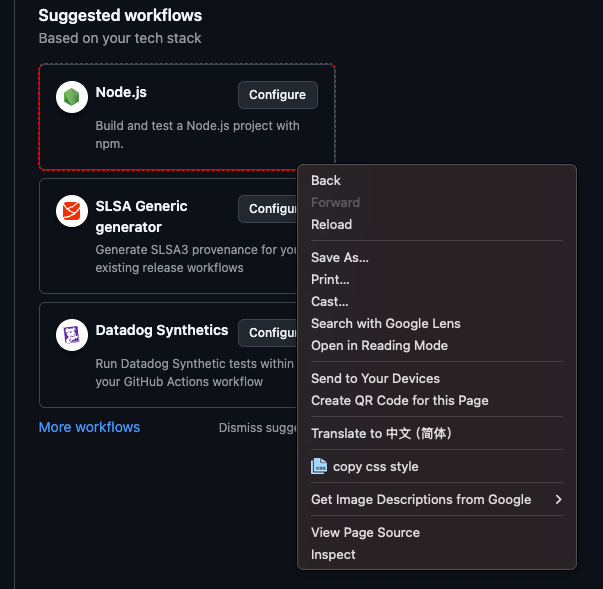 Suggested workflows
Based on your tech stack
Node.js
Configure
Build and test a Node.js project with
npm.
SLSA Generic
generator
Configu
Generate SLSA3 provenance for you
existing release workflows
Datadog Synthetics
Configu
Run Datadog Synthetic tests within
your GitHub Actions workflow
More workflows
Dismiss sugge
Back
Forward
Reload
Save As...
Print...
Cast...
Search with Google Lens
Open in Reading Mode
Send to Your Devices
Create QR Code for this Page
Translate to 中文 (简体)
css
copy css style
Get Image Descriptions from Google
View Page Source
Inspect